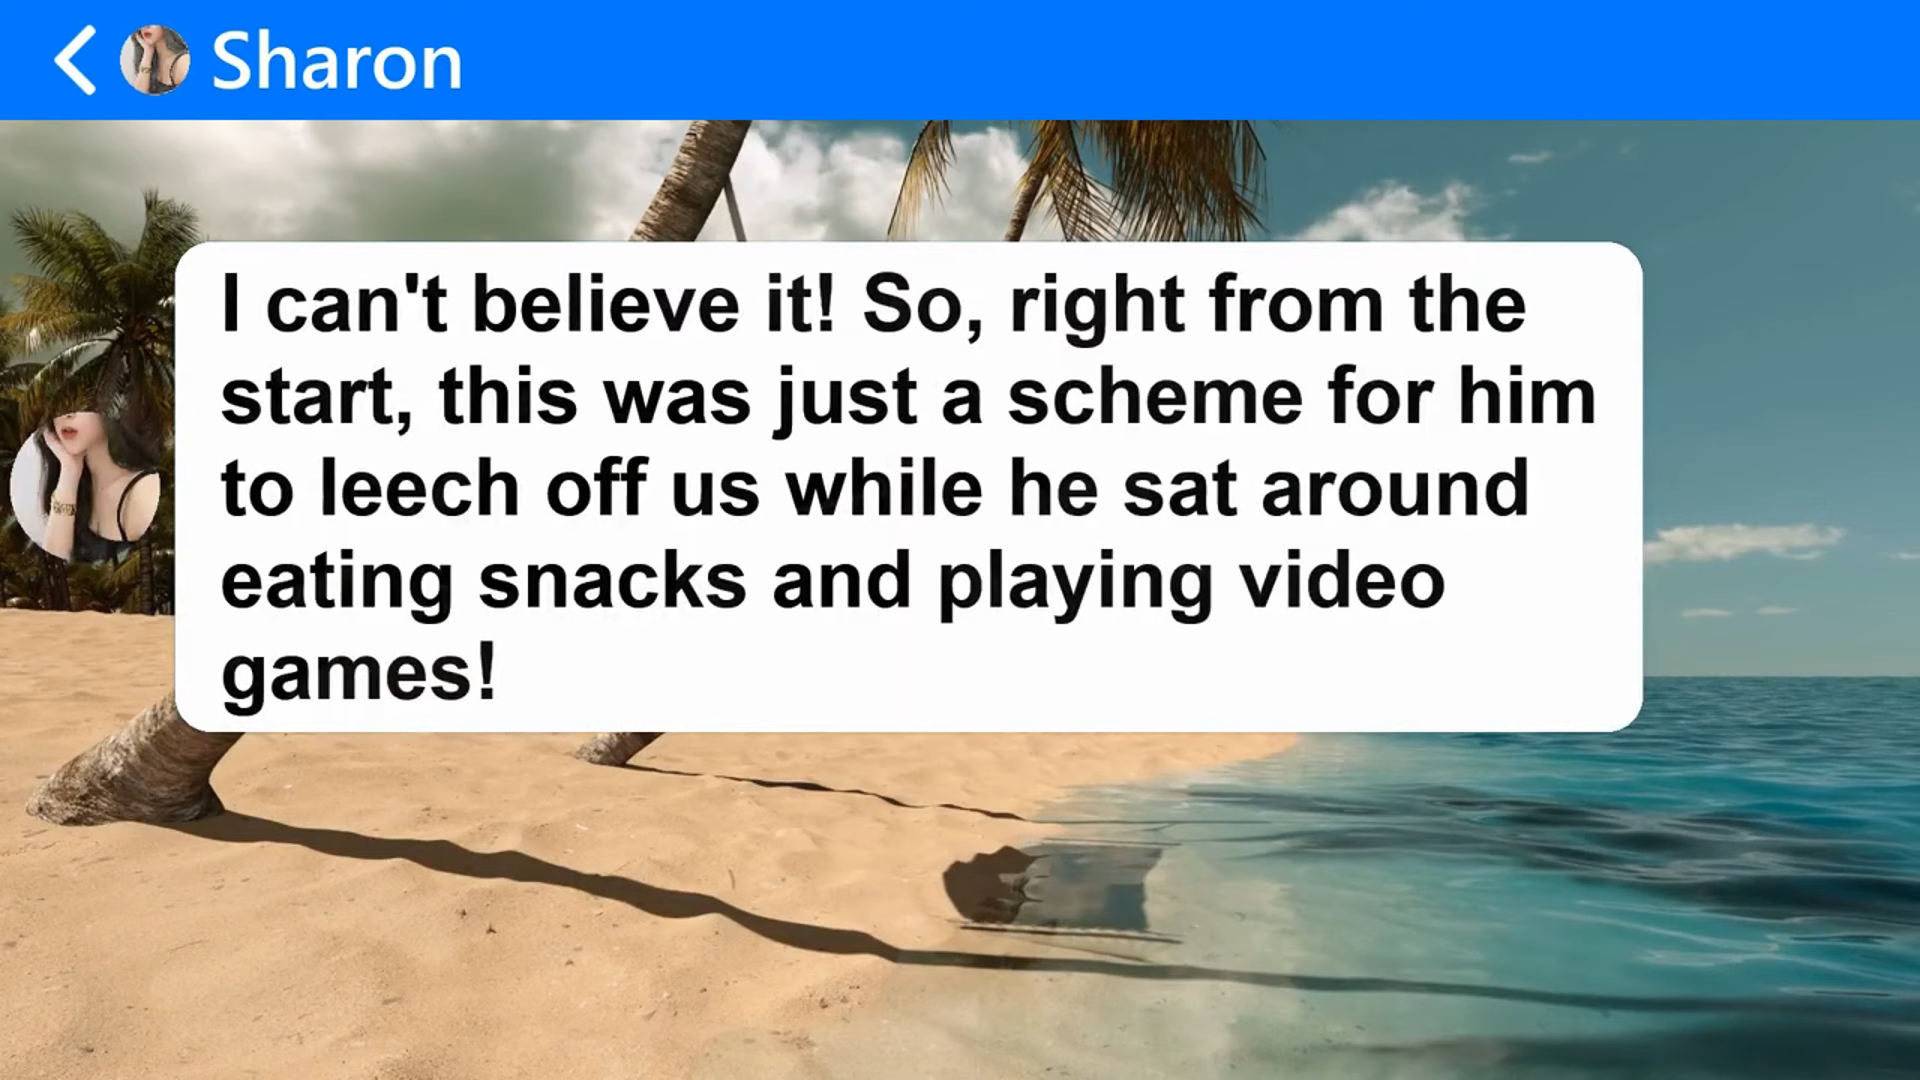 Sharon
I can't believe it! So, right from the
start, this was just a scheme for him
to leech off us while he sat around
eating snacks and playing video
games!